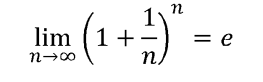 lim n→∞ (1 + 1/n)^n = e